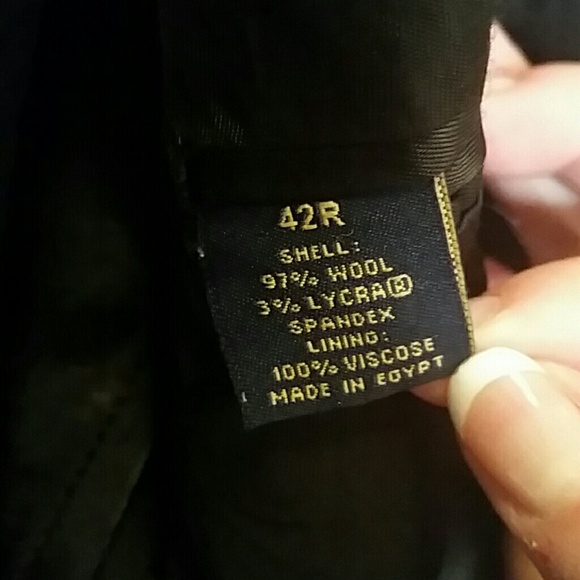 42R
SHELL:
97% WOOL
3% LYCRA®
SPANDEX
LINING:
100% VISCOSE
MADE IN EGYPT